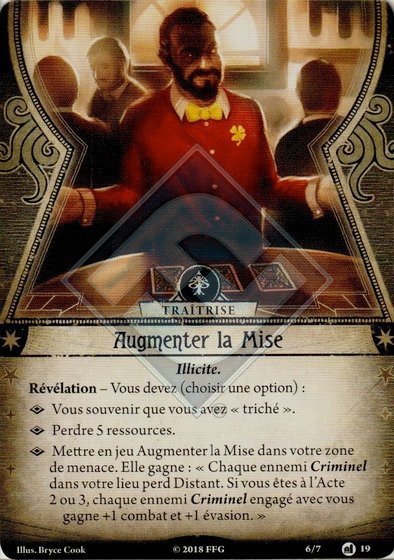 TRAÎTRISE
Augmenter la Mise
Illicite.
Révélation – Vous devez (choisir une option) :
Vous souvenir que vous avez « triché ».
Perdre 5 ressources.
Mettre en jeu Augmenter la Mise dans votre zone
de menace. Elle gagne : « Chaque ennemi Criminel
dans votre lieu perd Distant. Si vous êtes à l'Acte
2 ou 3, chaque ennemi Criminel engagé avec vous
gagne +1 combat et +1 évasion. »
Illus. Bryce Cook © 2018 FFG 6/7 19